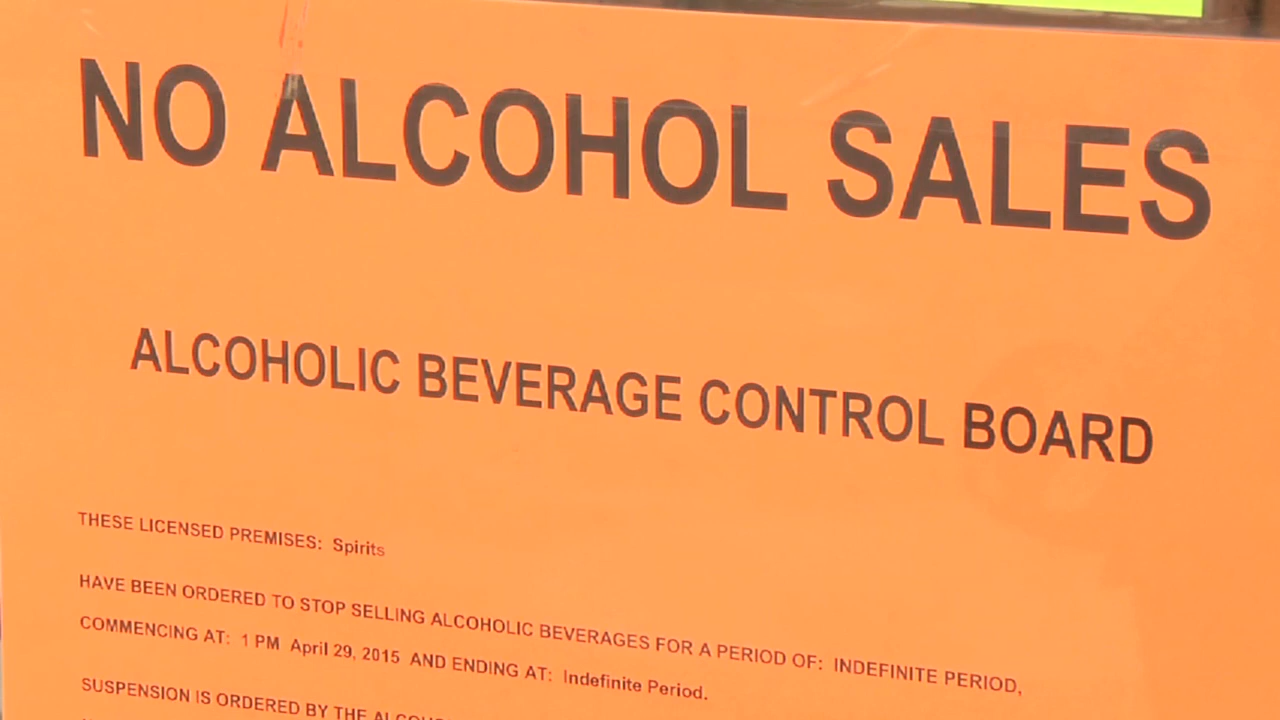 NO ALCOHOL SALES
ALCOHOLIC BEVERAGE CONTROL BOARD
THESE LICENSED PREMISES: Spirits
HAVE BEEN ORDERED TO STOP SELLING ALCOHOLIC BEVERAGES FOR A PERIOD OF: INDEFINITE PERIOD,
COMMENCING AT: 1 PM April 29, 2015 AND ENDING AT: Indefinite Period.
SUSPENSION IS ORDERED BY THE